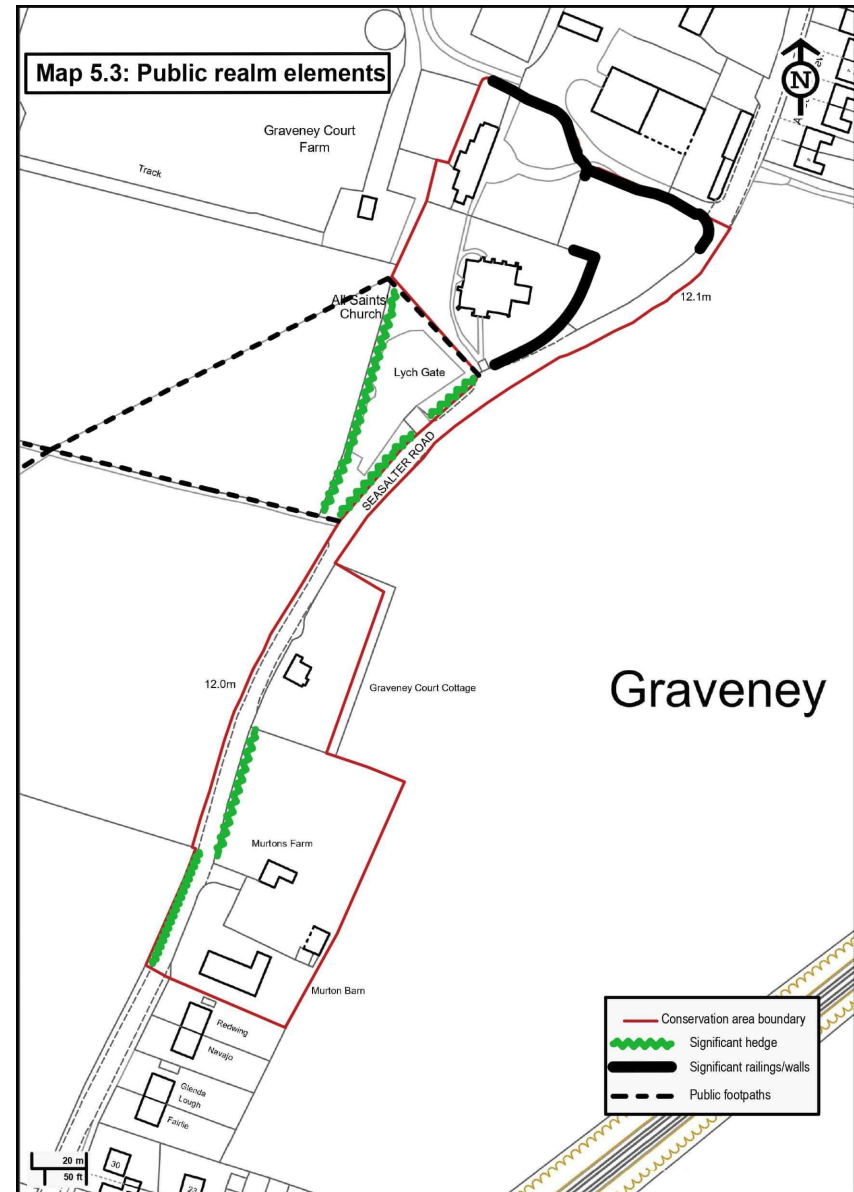 Map 5.3: Public realm elements
N
Graveney Court
Farm
Track
12.1m
All Saints
Church
Lych Gate
SEASALTER ROAD
12.0m
Graveney Court Cottage
Graveney
Murtons Farm
Murton Barn
Redwing
Navajo
Glenda
Lough
Fairlie
30
23
Conservation area boundary
Significant hedge
Significant railings/walls
Public footpaths
20 m
50 ft